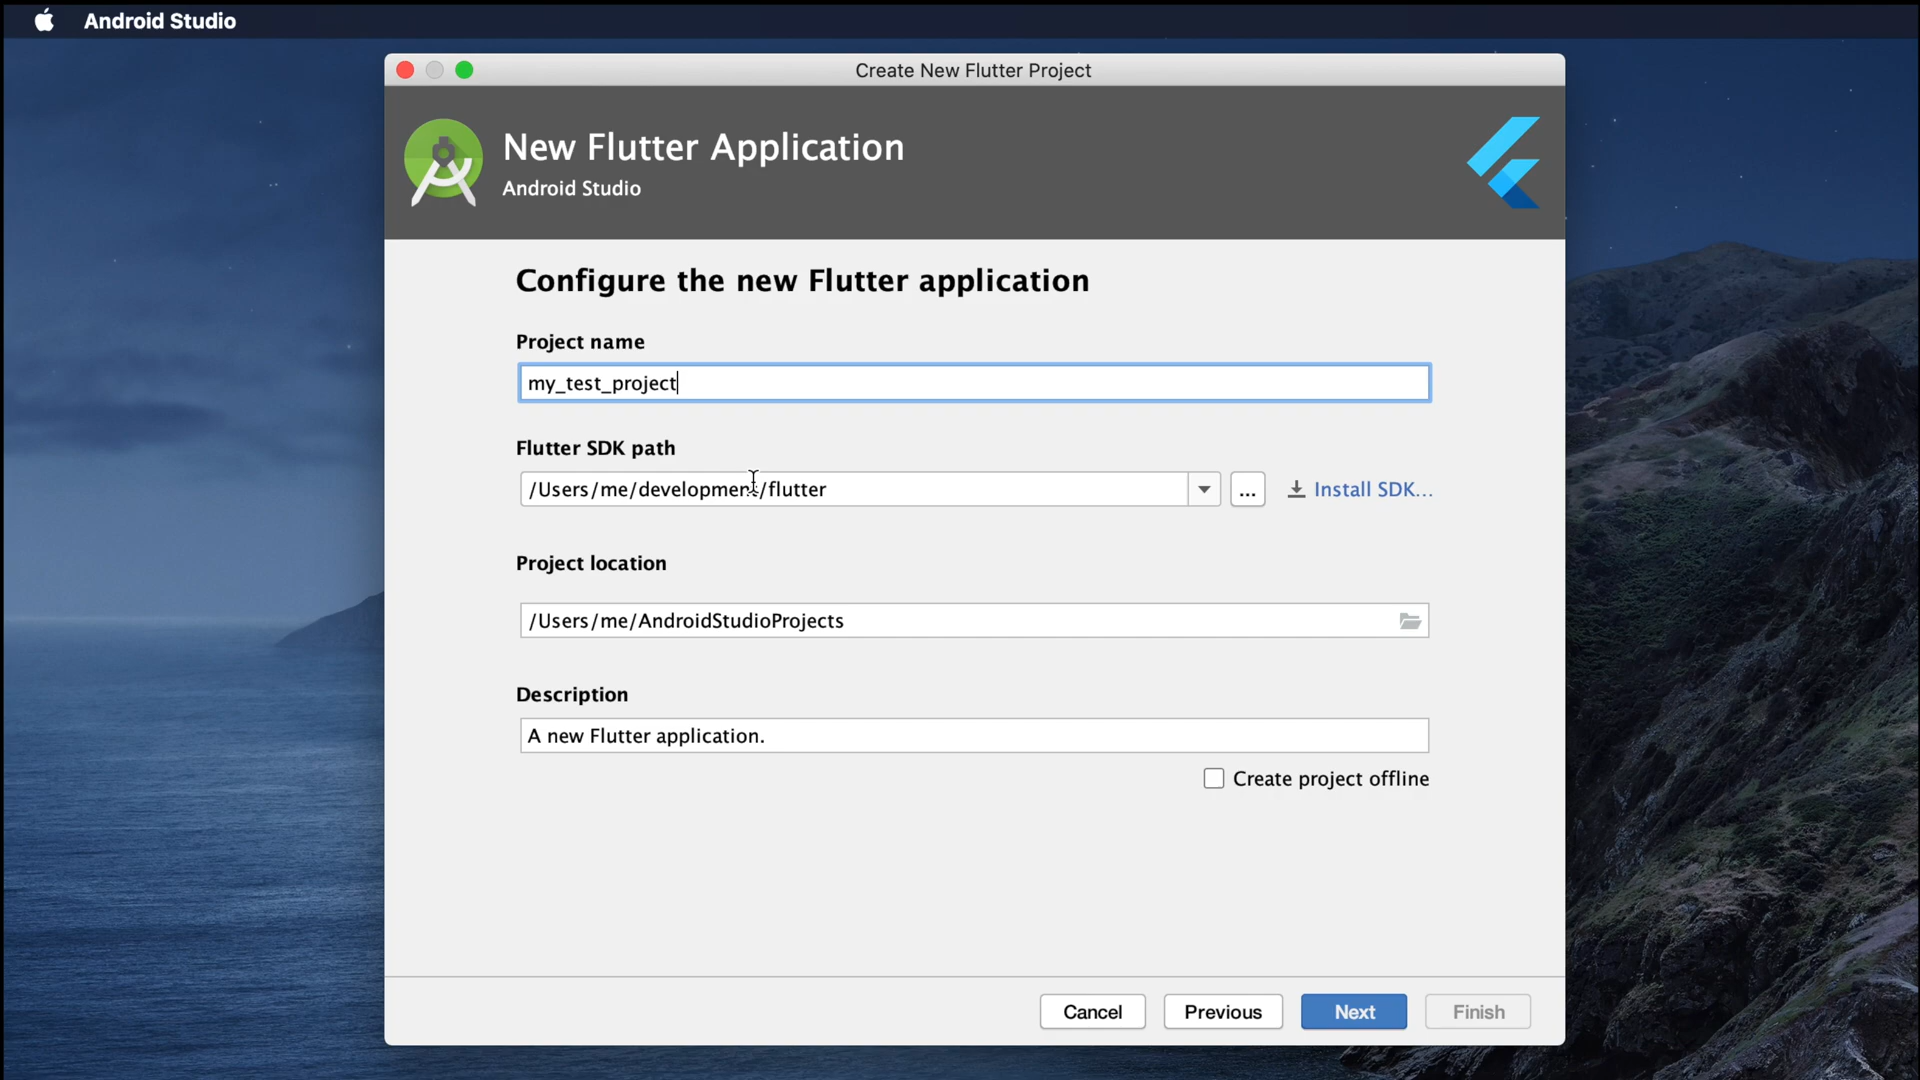 Android Studio
Create New Flutter Project
New Flutter Application
Android Studio
Configure the new Flutter application
Project name
my_test_project
Flutter SDK path
/Users/me/development/flutter
...
Install SDK...
Project location
/Users/me/AndroidStudioProjects
Description
A new Flutter application.
Create project offline
Cancel
Previous
Next
Finish